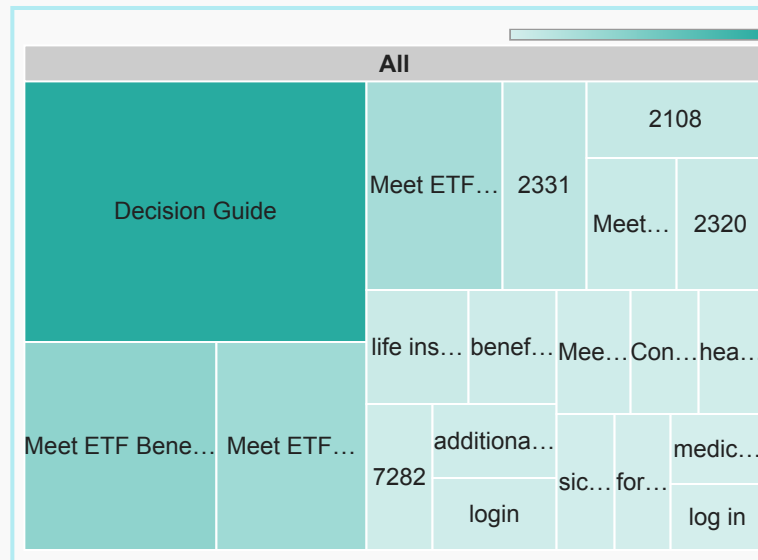 All
Decision Guide
Meet ETF…
2331
2108
Meet…
2320
life ins…
benef…
Mee…
Con…
hea…
Meet ETF Bene…
Meet ETF…
7282
additiona…
login
sic…
for…
medic…
log in